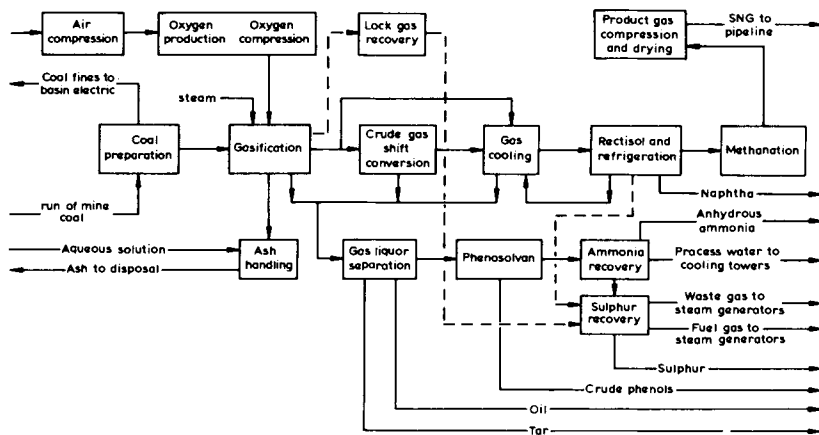 Air
compression
Oxygen
production
Oxygen
compression
Lock gas
recovery
Product gas
compression
and drying
SNG to
pipeline
Coal fines to
basin electric
steam
Coal
preparation
Gasification
Crude gas
shift
conversion
Gas
cooling
Rectisol and
refrigeration
Methanation
Naphtha
run of mine
coal
Anhydrous
ammonia
Aqueous solution
Ash to disposal
Ash
handling
Gas liquor
separation
Phenosolvan
Ammonia
recovery
Process water to
cooling towers
Sulphur
recovery
Waste gas to
steam generators
Fuel gas to
steam generators
Sulphur
Crude phenols
Oil
Tar